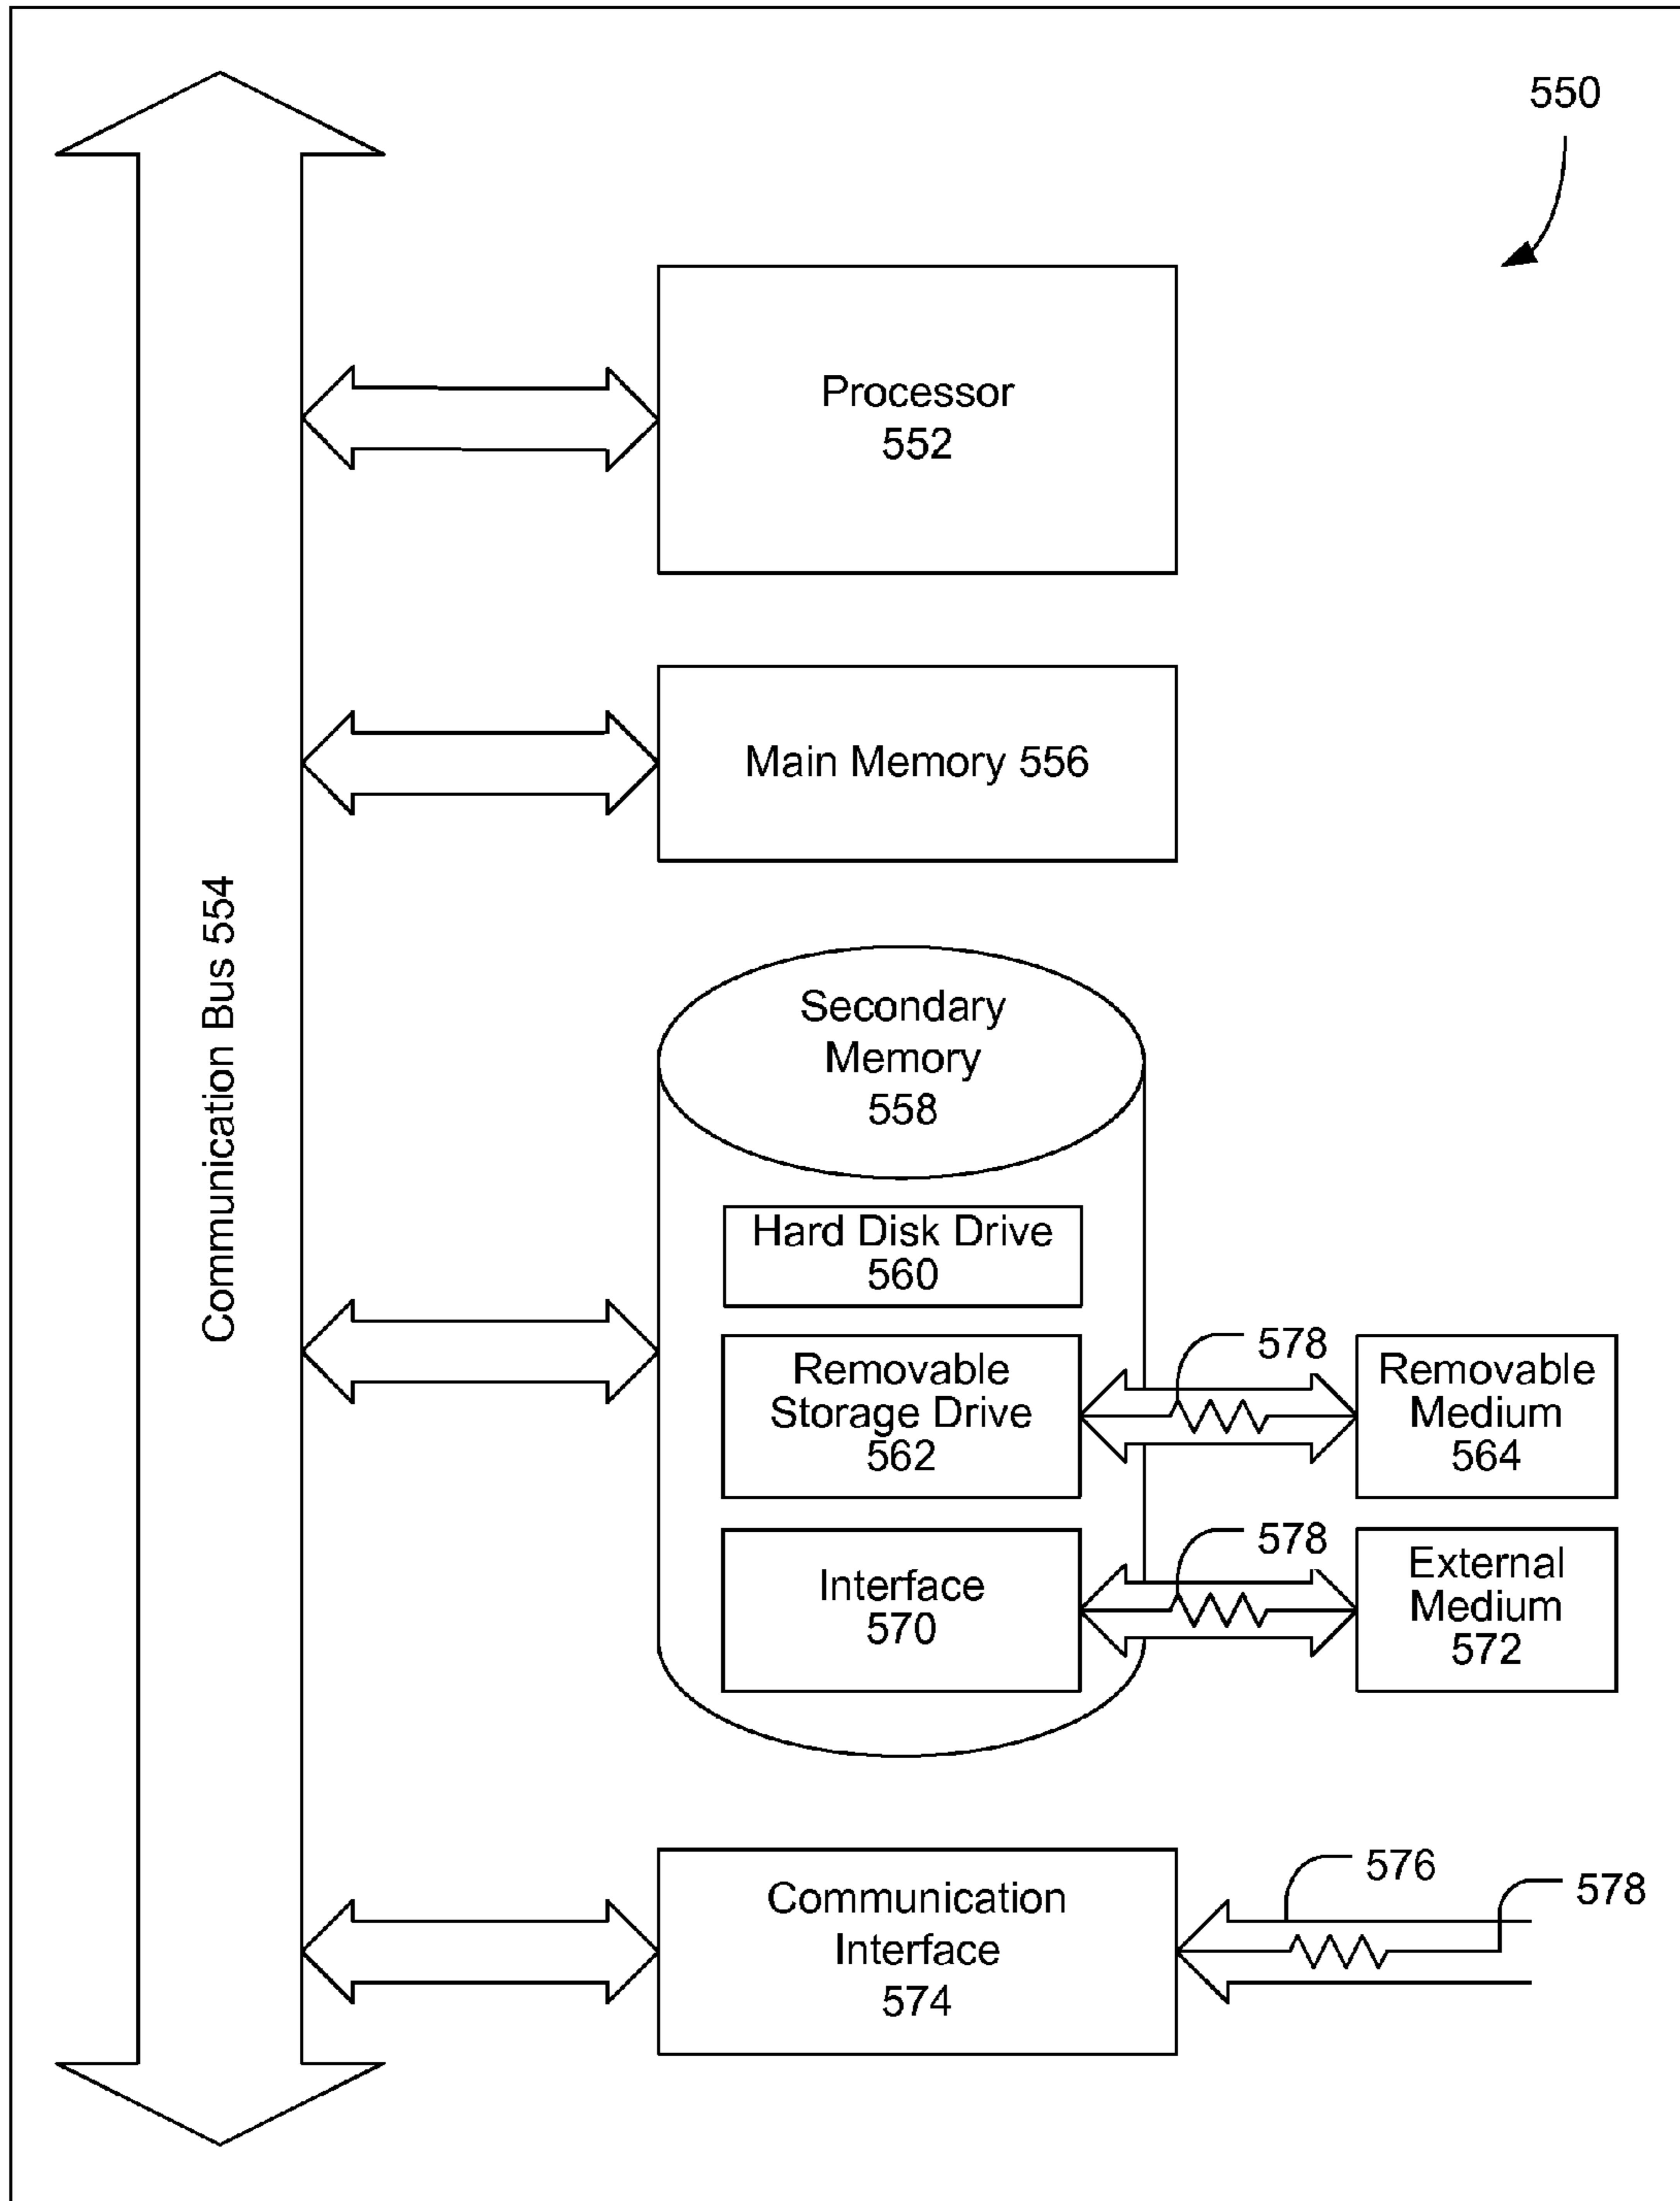 550
Processor
552
Main Memory 556
Communication Bus 554
Secondary
Memory
558
Hard Disk Drive
560
Removable
Storage Drive
562
578
Removable
Medium
564
Interface
570
578
External
Medium
572
Communication
Interface
574
576
578